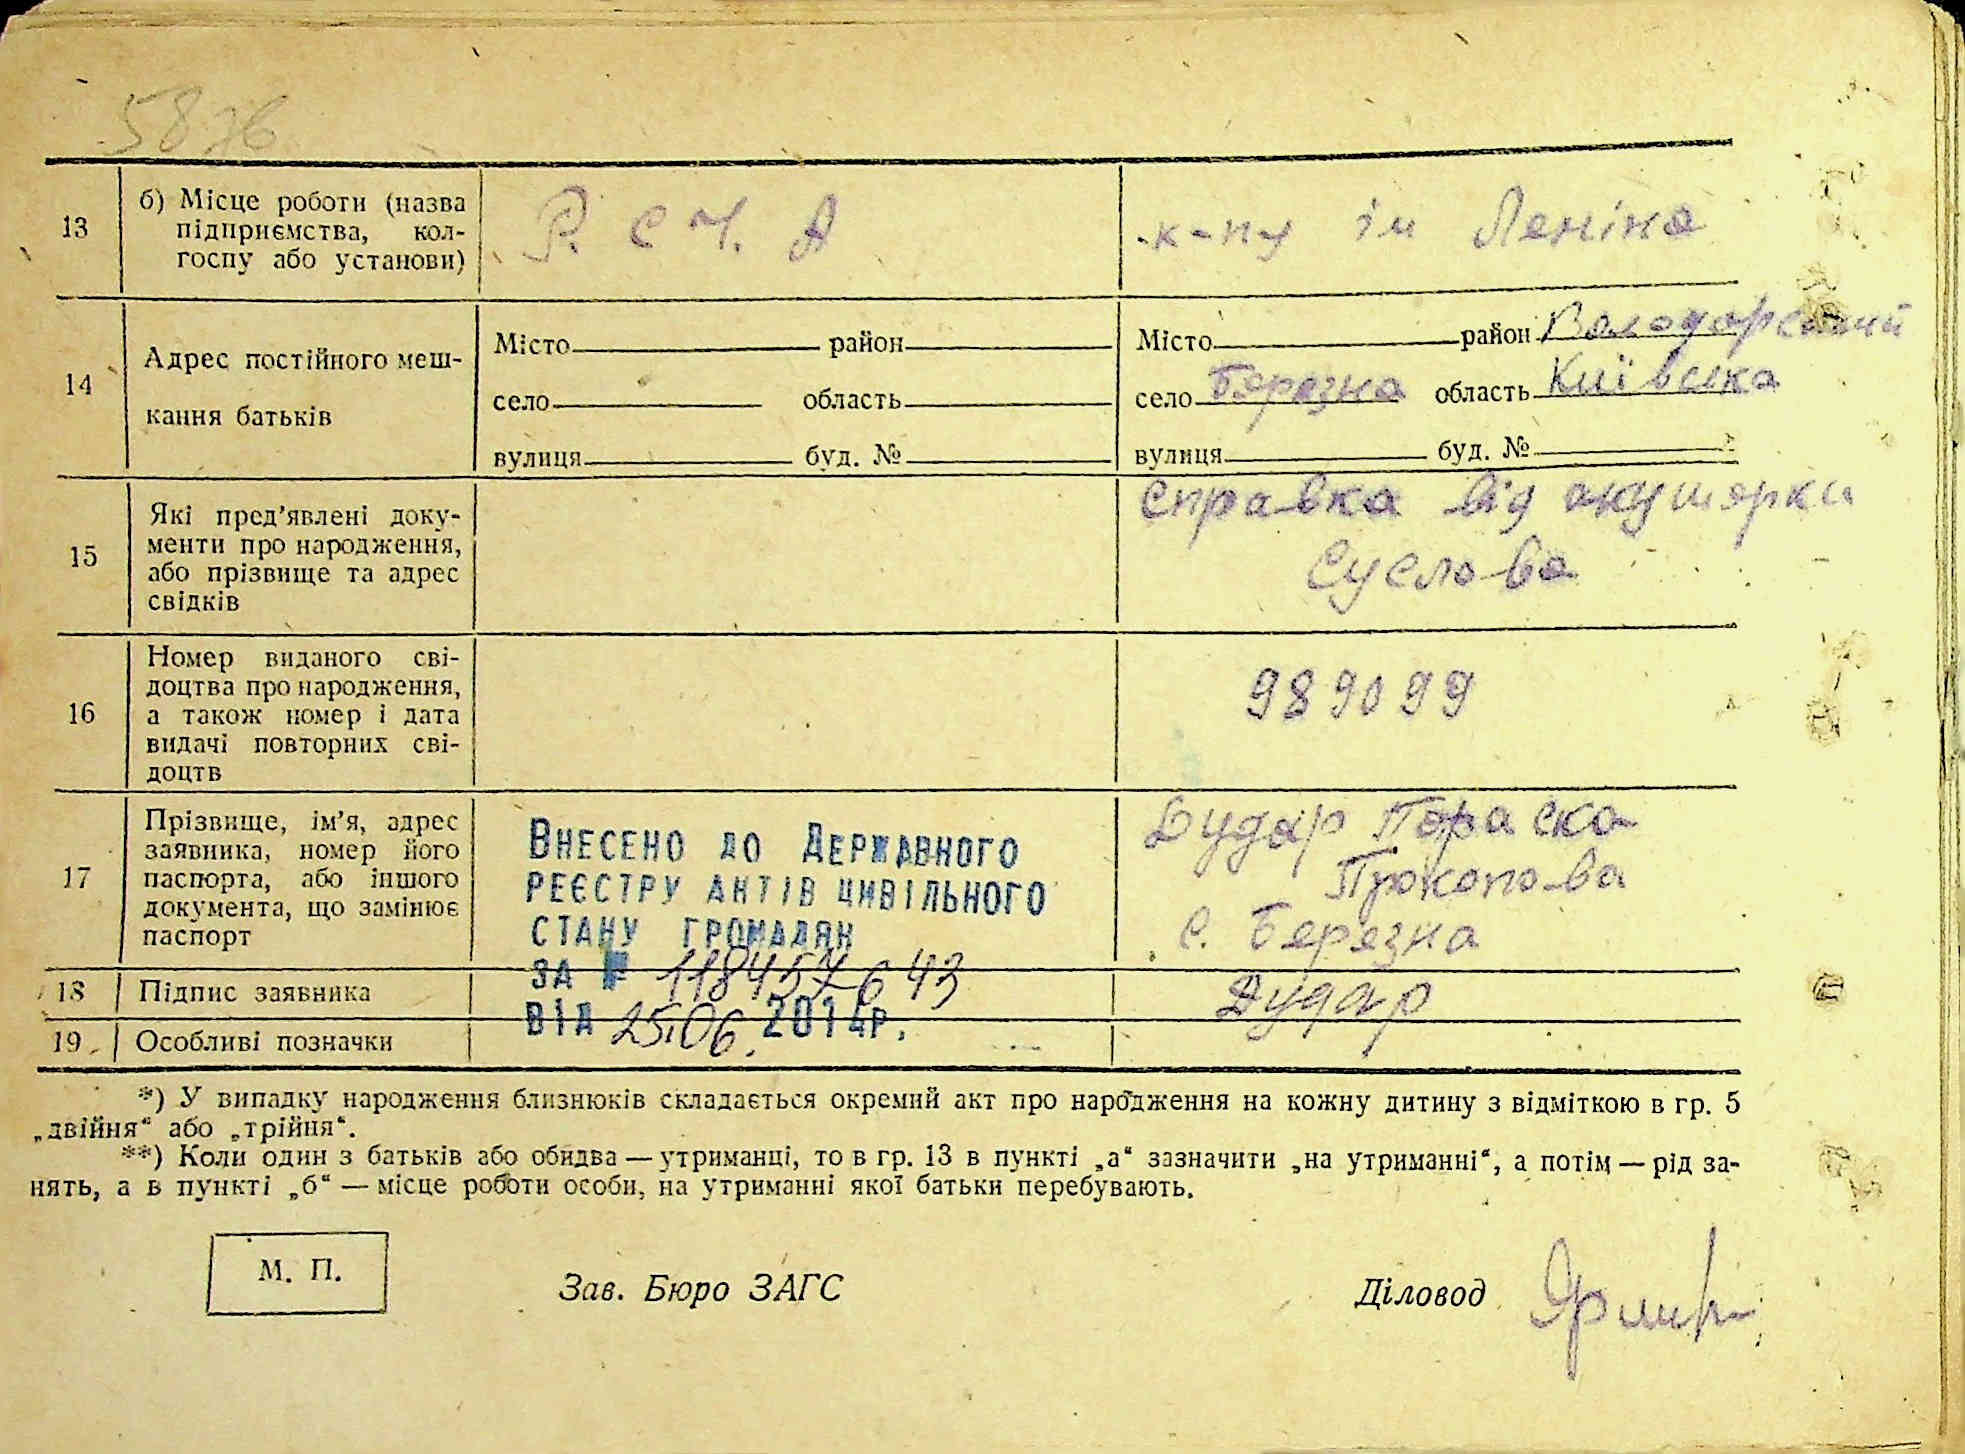 5876
13
б) Місце роботи (назва
підприємства, кол-
госпу або установи)
Р. С Ч. А
к-пу ім Леніна
14
Адрес постійного меш-
кання батьків
Місто район
село область
вулиця буд. №
Місто район Володарський
село Березна область Київська
вулиця буд. №
15
Які пред'явлені доку-
менти про народження,
або прізвище та адрес
свідків
Справка від акушерки
Суслова
16
Номер виданого сві-
доцтва про народження,
а також номер і дата
видачі повторних сві-
доцтв
989099
17
Прізвище, ім'я, адрес
заявника, номер його
паспорта, або іншого
документа, що замінює
паспорт
Внесено до Державного
реєстру актів цивільного
стану громадян
за № 11845764 3
від 25.06. 2014р.
Дудар Параска
Прокопова
с. Березна
18
Підпис заявника
Дудар
19
Особливі позначки
*) У випадку народження близнюків складається окремий акт про народження на кожну дитину з відміткою в гр. 5
„двійня“ або „трійня“.
**) Коли один з батьків або обидва — утриманці, то в гр. 13 в пункті „а“ зазначити „на утриманні“, а потім — рід за-
нять, а в пункті „б“ — місце роботи особи, на утриманні якої батьки перебувають.
М. П.
Зав. Бюро ЗАГС
Діловод